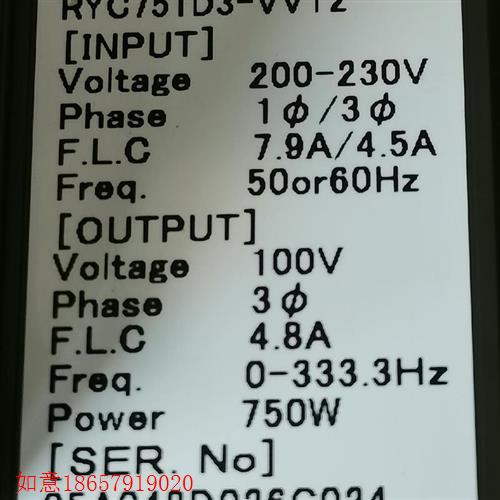 RYC751D3-VVT2
[INPUT]
Voltage 200-230V
Phase 1ϕ/3ϕ
F.L.C 7.9A/4.5A
Freq. 50or60Hz
[OUTPUT]
Voltage 100V
Phase 3ϕ
F.L.C 4.8A
Freq. 0-333.3Hz
Power 750W
[SER. No]
如意18657919020